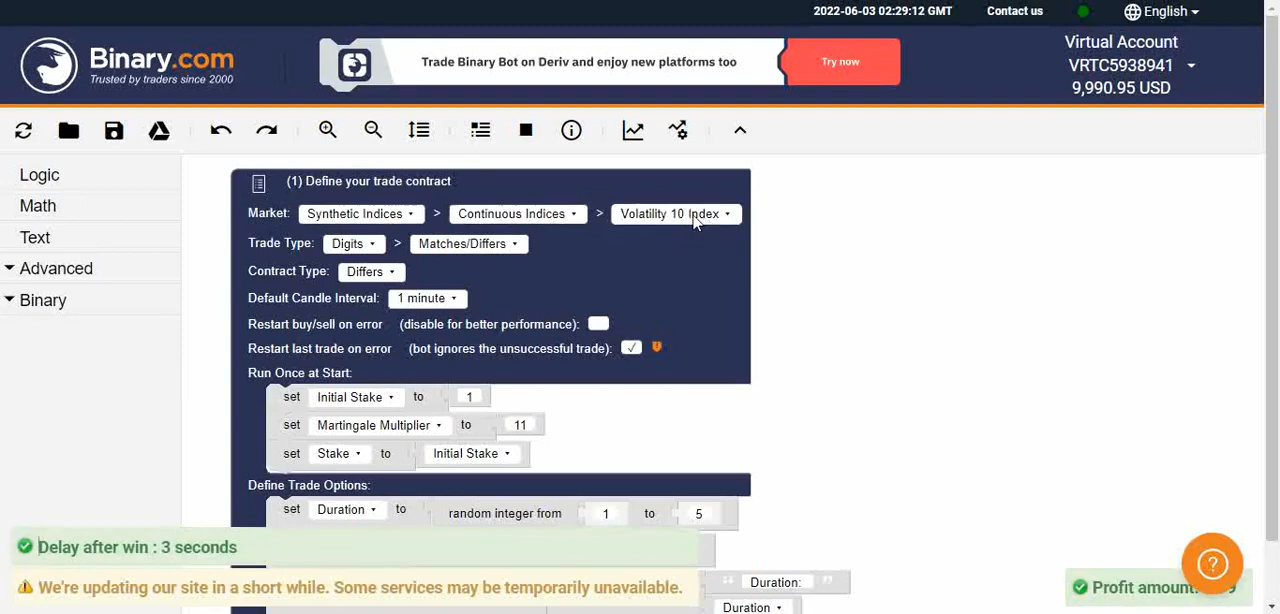 2022-06-03 02:29:12 GMT Contact us English
Binary.com
Trusted by traders since 2000
Trade Binary Bot on Deriv and enjoy new platforms too
Try now
Virtual Account
VRTC5938941
9,990.95 USD
Logic
Math
Text
Advanced
Binary
(1) Define your trade contract
Market: Synthetic Indices > Continuous Indices > Volatility 10 Index
Trade Type: Digits > Matches/Differs
Contract Type: Differs
Default Candle Interval: 1 minute
Restart buy/sell on error (disable for better performance):
Restart last trade on error (bot ignores the unsuccessful trade):
Run Once at Start:
set Initial Stake to 1
set Martingale Multiplier to 11
set Stake to Initial Stake
Define Trade Options:
set Duration to random integer from 1 to 5
Delay after win : 3 seconds
We're updating our site in a short while. Some services may be temporarily unavailable.
“ Duration: ”
Duration
Profit amount: